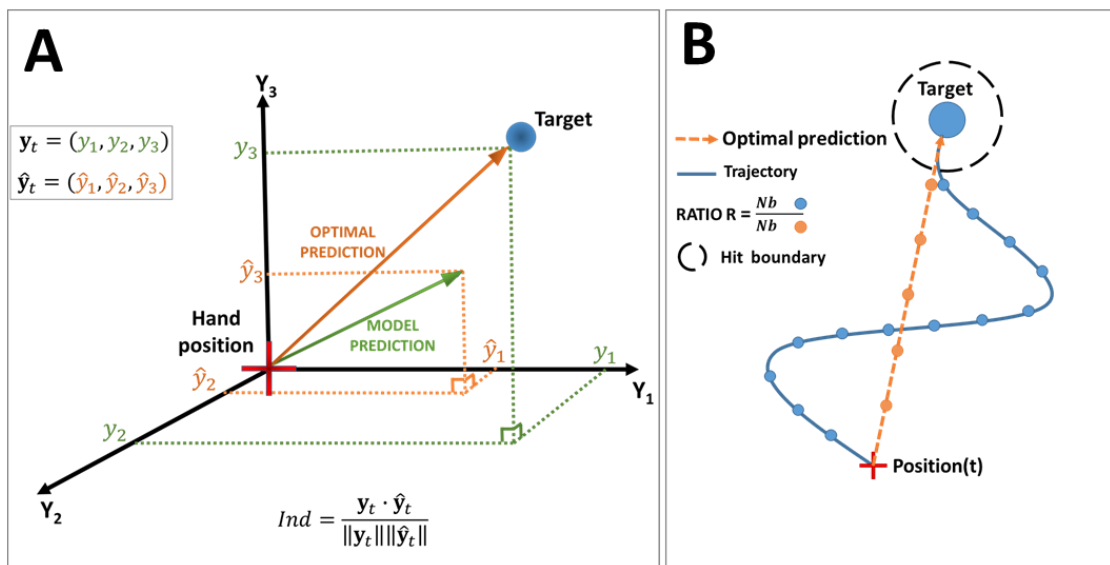 A
Y₃
Target
𝐲ₜ = (y₁, y₂, y₃)
𝐲̂ₜ = (ŷ₁, ŷ₂, ŷ₃)
y₃
OPTIMAL
PREDICTION
ŷ₃
Hand
position
MODEL
PREDICTION
ŷ₁
y₁
ŷ₂
Y₁
y₂
Y₂
Ind = 𝐲ₜ · 𝐲̂ₜ / ‖𝐲ₜ‖‖𝐲̂ₜ‖
B
Target
Optimal prediction
Trajectory
RATIO R = Nb / Nb
Hit boundary
Position(t)